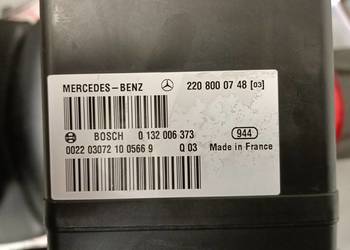 MERCEDES-BENZ 220 800 07 48 [03]
BOSCH 0 132 006 373 944
0022 03072 10 0566 9 Q 03 Made in France